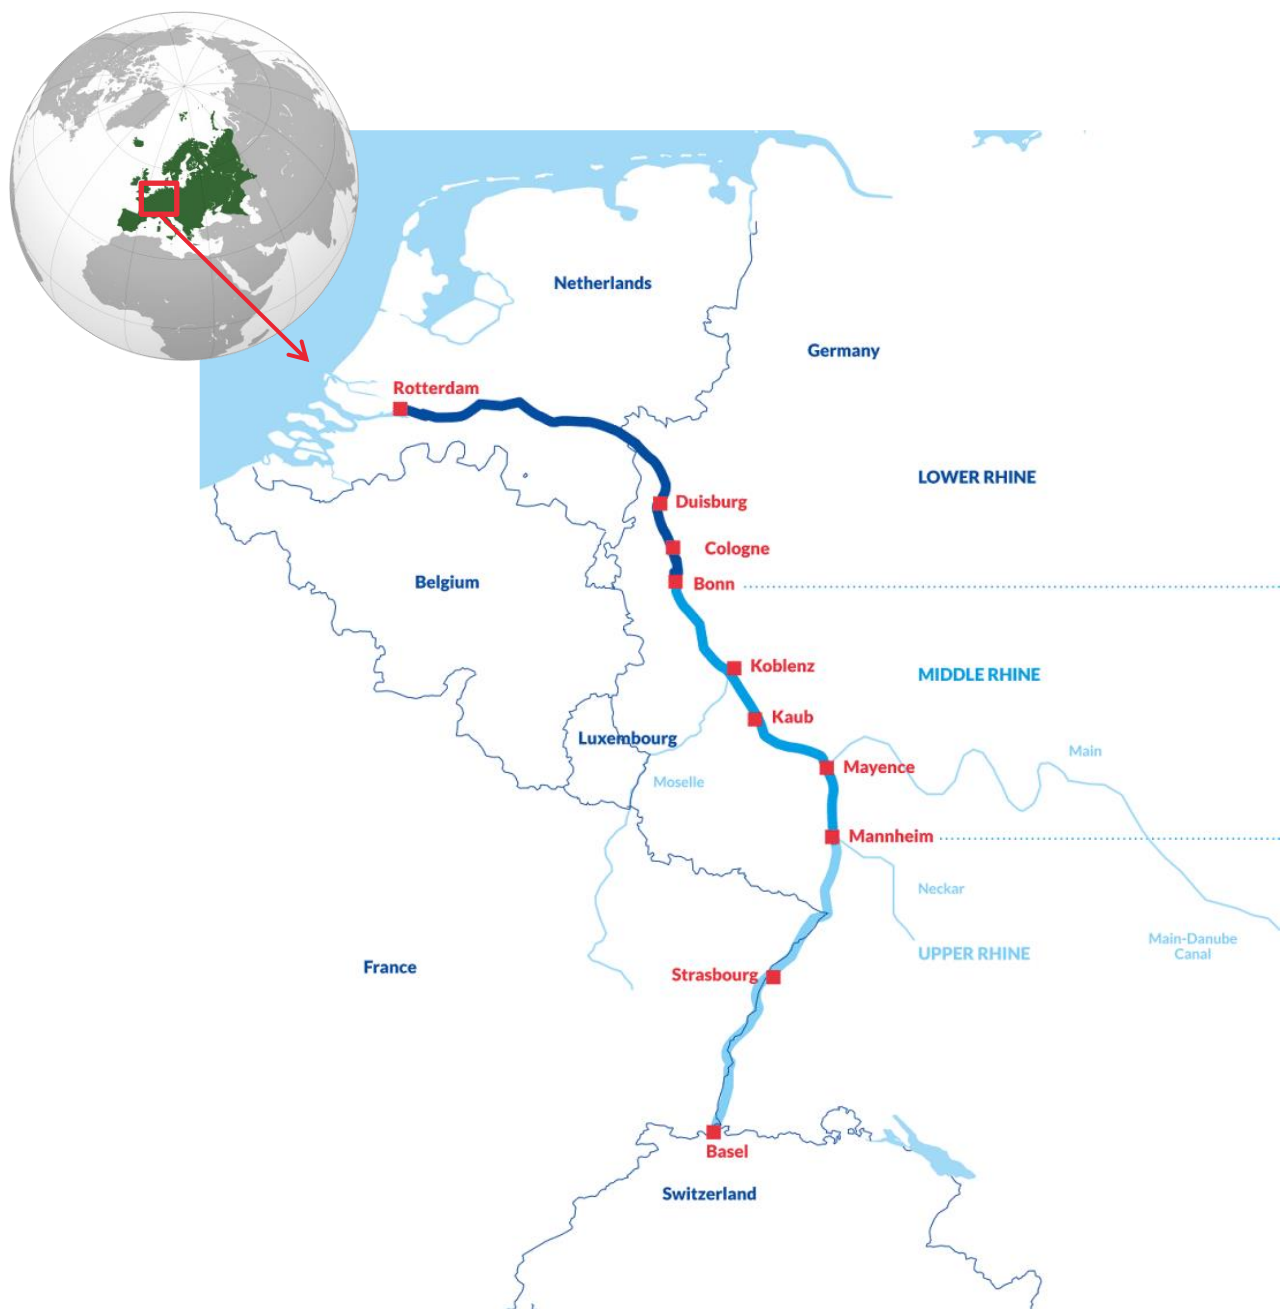 Netherlands
Germany
Rotterdam
LOWER RHINE
Duisburg
Cologne
Belgium
Bonn
Koblenz
MIDDLE RHINE
Kaub
Luxembourg
Main
Mayence
Moselle
Mannheim
Neckar
Main-Danube
Canal
UPPER RHINE
France
Strasbourg
Basel
Switzerland